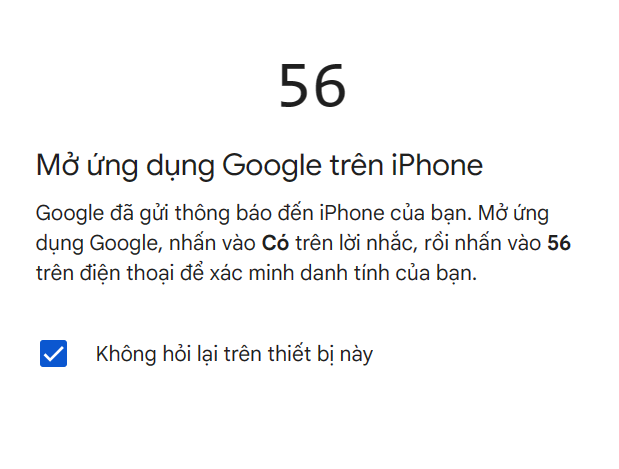 56
Mở ứng dụng Google trên iPhone
Google đã gửi thông báo đến iPhone của bạn. Mở ứng
dụng Google, nhấn vào Có trên lời nhắc, rồi nhấn vào 56
trên điện thoại để xác minh danh tính của bạn.
Không hỏi lại trên thiết bị này